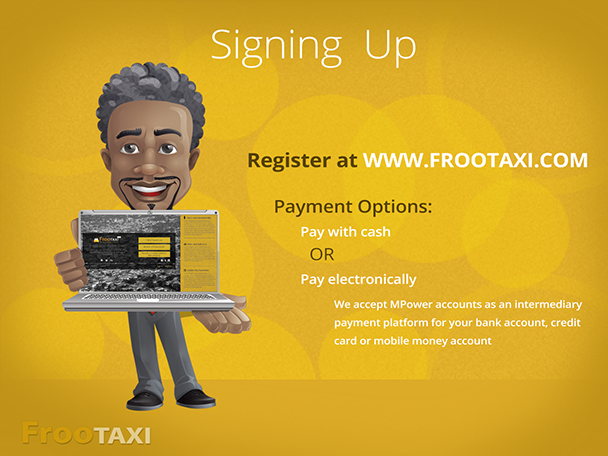 Signing Up
Register at WWW.FROOTAXI.COM
Payment Options:
Pay with cash
OR
Pay electronically
We accept MPower accounts as an intermediary
payment platform for your bank account, credit
card or mobile money account
FROOTAXI
FrooTAXI